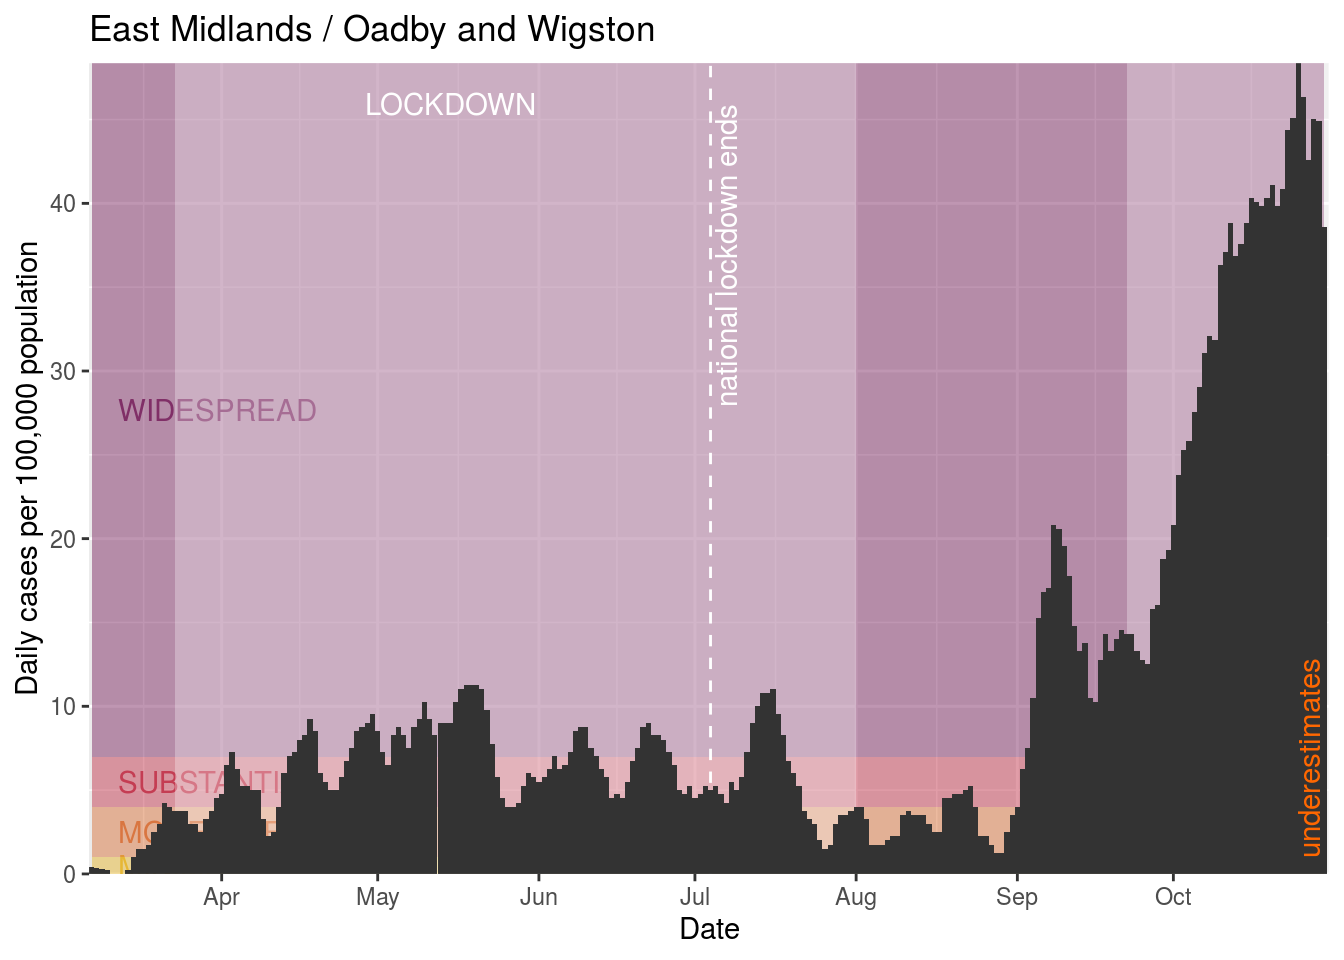 East Midlands / Oadby and Wigston
LOCKDOWN
national lockdown ends
WIDESPREAD
SUBSTANTI
underestimates
Daily cases per 100,000 population
40
30
20
10
0
Apr
May
Jun
Jul
Aug
Sep
Oct
Date